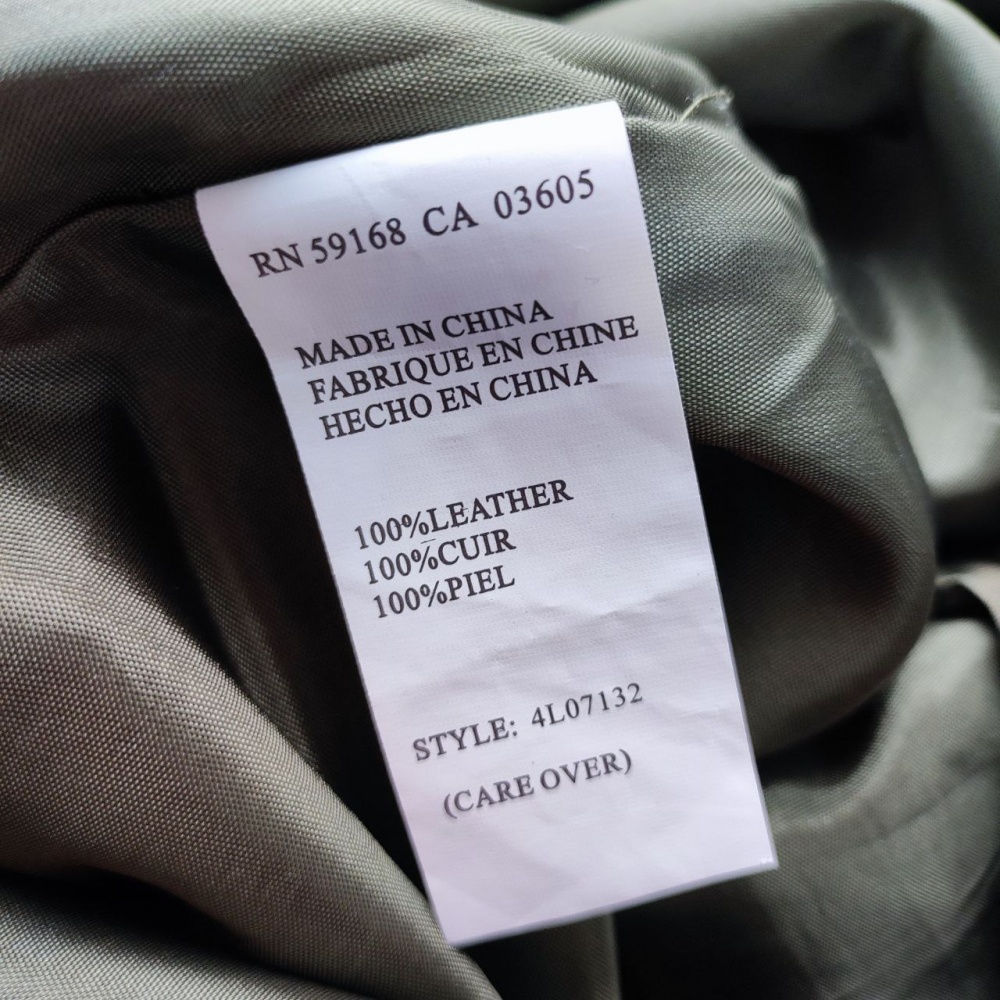 RN 59168 CA 03605
MADE IN CHINA
FABRIQUE EN CHINE
HECHO EN CHINA
100%LEATHER
100%CUIR
100%PIEL
STYLE: 4L07132
(CARE OVER)